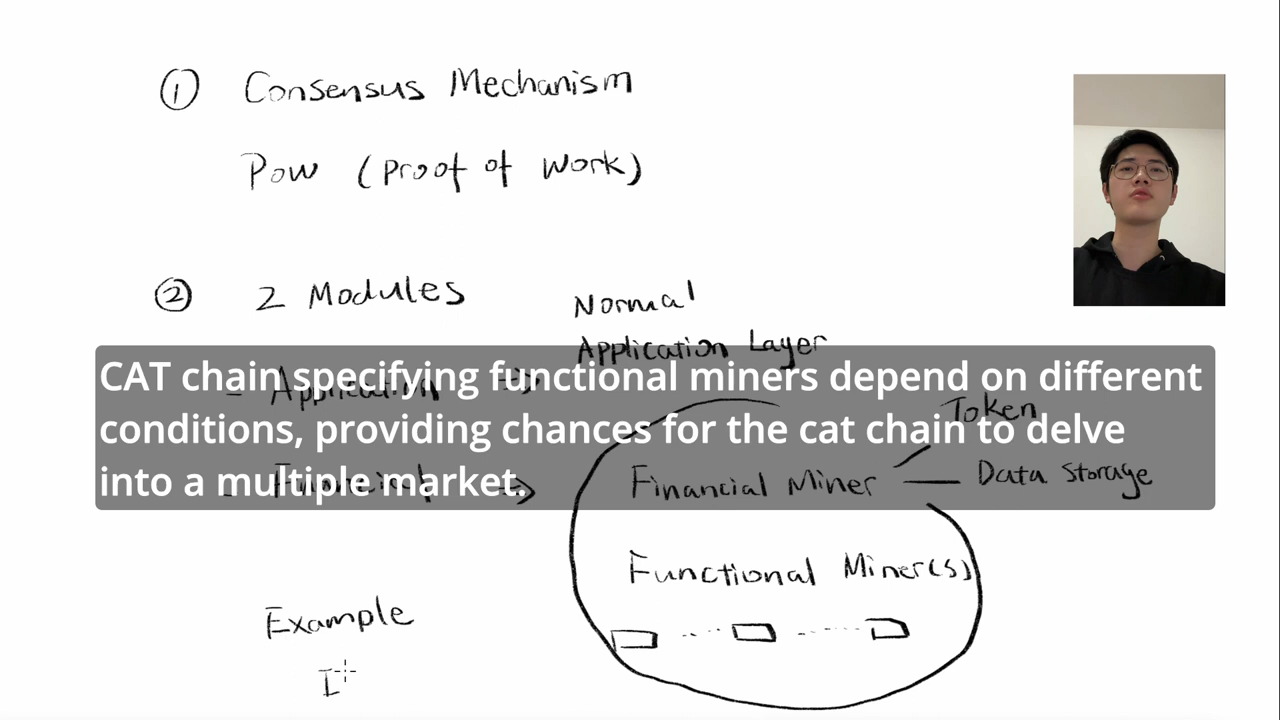 ① Consensus Mechanism
Pow (Proof of Work)
② 2 Modules
Normal
Application Layer
- Application →
CAT chain specifying functional miners depend on different
conditions, providing chances for the cat chain to delve
into a multiple market.
Token
- Financial →
Financial Miner
Data Storage
Functional Miner(s)
Example
I